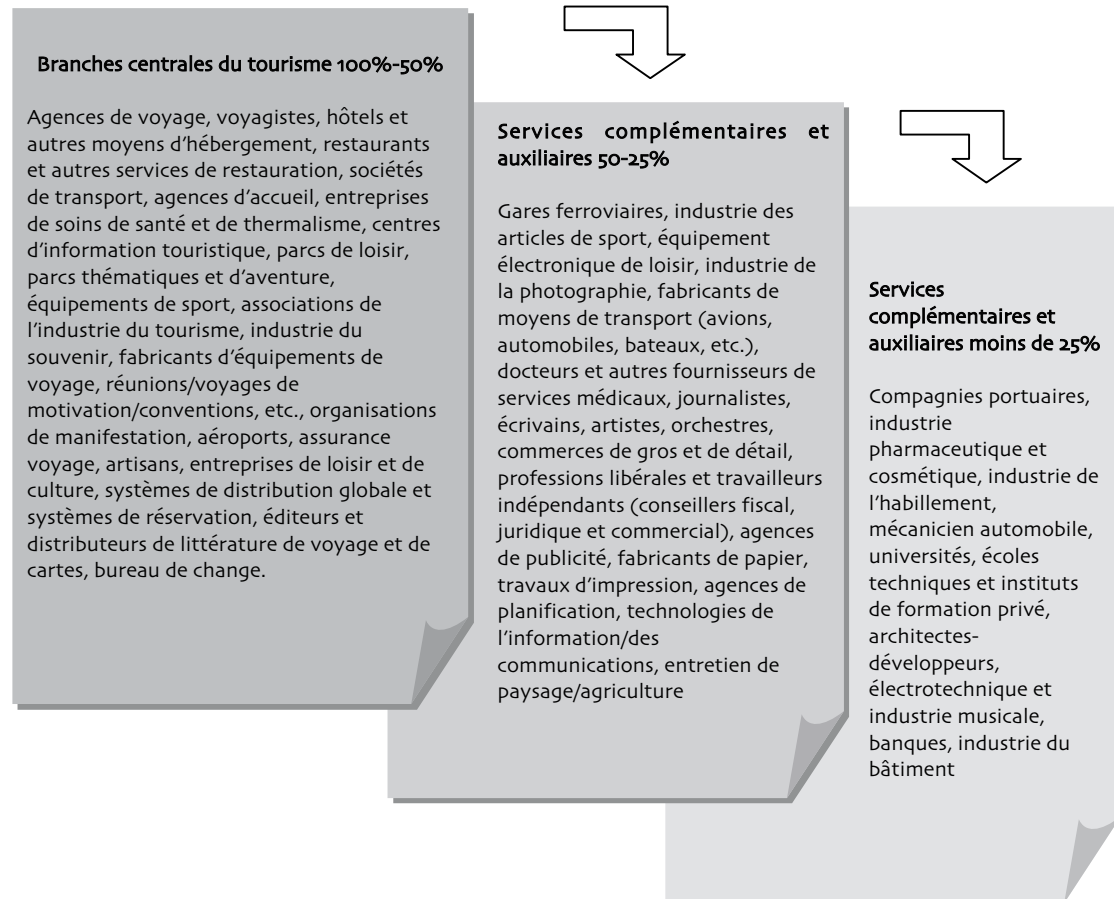 Branches centrales du tourisme 100%-50%
Agences de voyage, voyagistes, hôtels et
autres moyens d'hébergement, restaurants
et autres services de restauration, sociétés
de transport, agences d'accueil, entreprises
de soins de santé et de thermalisme, centres
d'information touristique, parcs de loisir,
parcs thématiques et d'aventure,
équipements de sport, associations de
l'industrie du tourisme, industrie du
souvenir, fabricants d'équipements de
voyage, réunions/voyages de
motivation/conventions, etc., organisations
de manifestation, aéroports, assurance
voyage, artisans, entreprises de loisir et de
culture, systèmes de distribution globale et
systèmes de réservation, éditeurs et
distributeurs de littérature de voyage et de
cartes, bureau de change.
Services complémentaires et
auxiliaires 50-25%
Gares ferroviaires, industrie des
articles de sport, équipement
électronique de loisir, industrie de
la photographie, fabricants de
moyens de transport (avions,
automobiles, bateaux, etc.),
docteurs et autres fournisseurs de
services médicaux, journalistes,
écrivains, artistes, orchestres,
commerces de gros et de détail,
professions libérales et travailleurs
indépendants (conseillers fiscal,
juridique et commercial), agences
de publicité, fabricants de papier,
travaux d'impression, agences de
planification, technologies de
l'information/des
communications, entretien de
paysage/agriculture
Services
complémentaires et
auxiliaires moins de 25%
Compagnies portuaires,
industrie
pharmaceutique et
cosmétique, industrie de
l'habillement,
mécanicien automobile,
universités, écoles
techniques et instituts
de formation privé,
architectes-
développeurs,
électrotechnique et
industrie musicale,
banques, industrie du
bâtiment